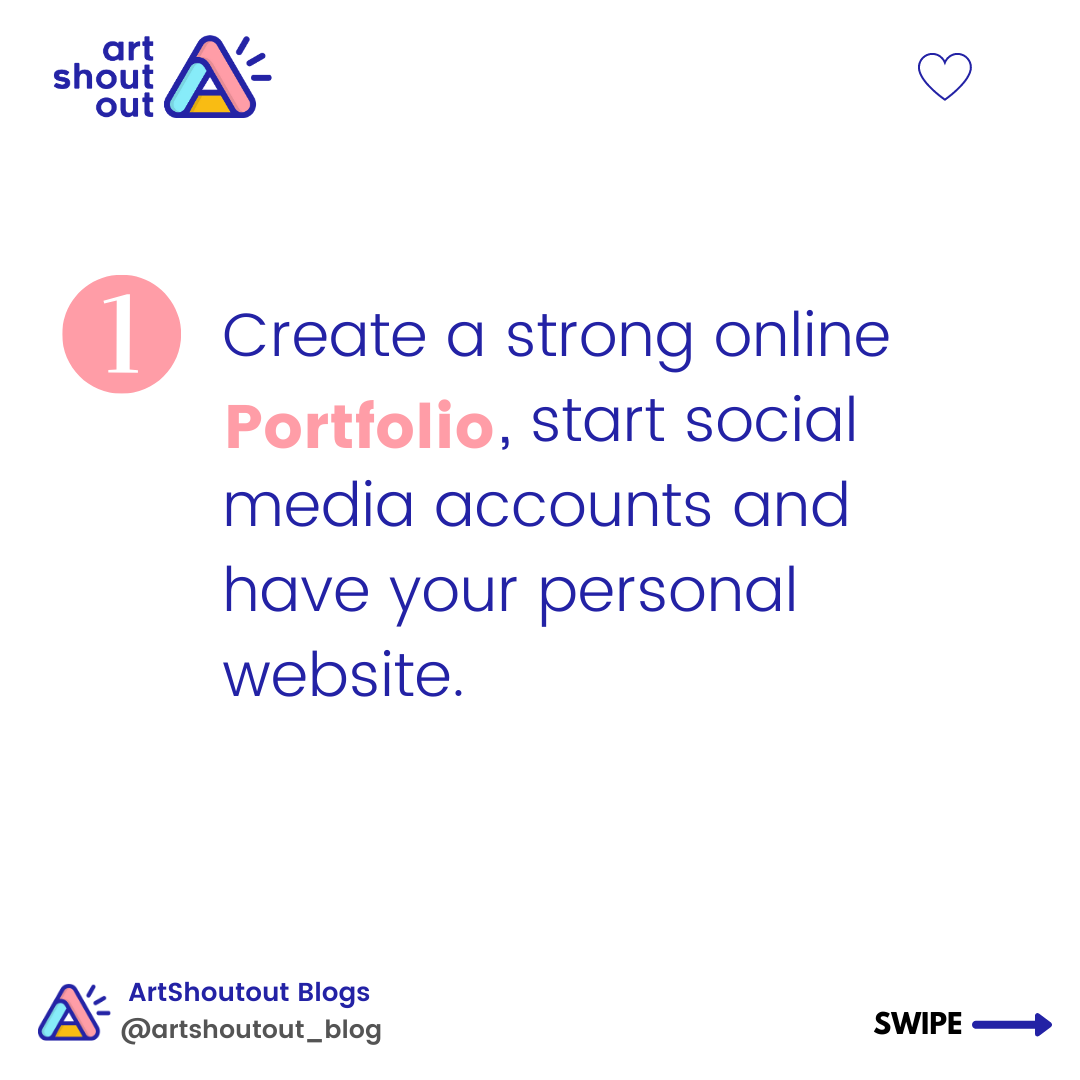 art
shout
out
1
Create a strong online
Portfolio, start social
media accounts and
have your personal
website.
ArtShoutout Blogs
@artshoutout_blog
SWIPE